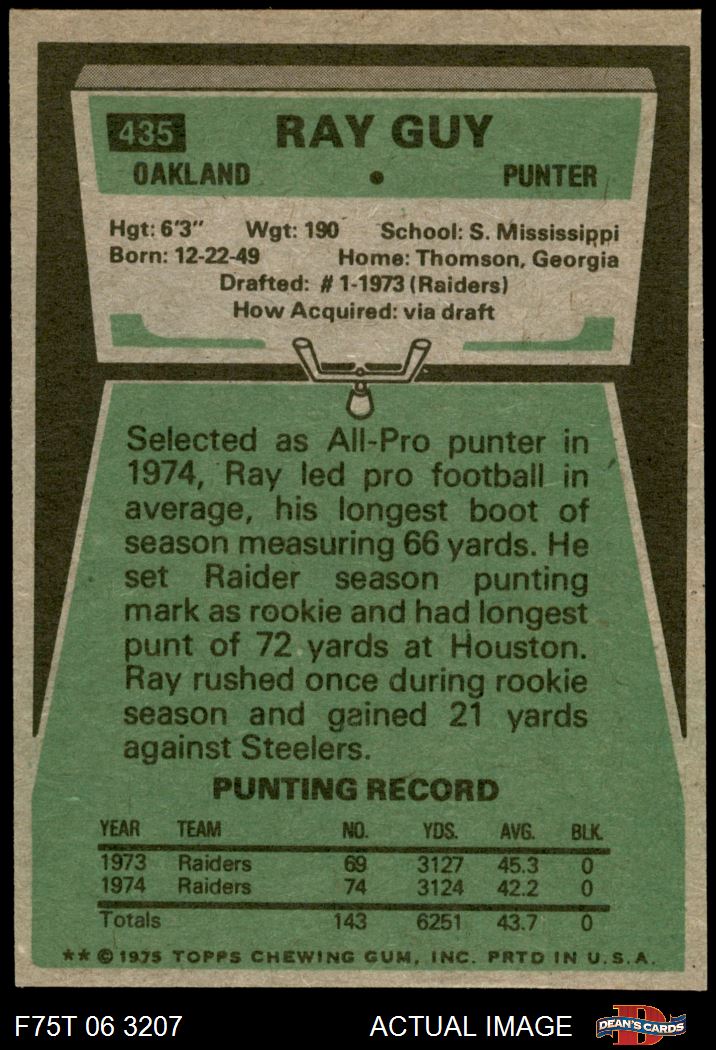 435 RAY GUY
OAKLAND • PUNTER
Hgt: 6'3" Wgt: 190 School: S. Mississippi
Born: 12-22-49 Home: Thomson, Georgia
Drafted: # 1-1973 (Raiders)
How Acquired: via draft
Selected as All-Pro punter in
1974, Ray led pro football in
average, his longest boot of
season measuring 66 yards. He
set Raider season punting
mark as rookie and had longest
punt of 72 yards at Houston.
Ray rushed once during rookie
season and gained 21 yards
against Steelers.
PUNTING RECORD
YEAR TEAM NO. YDS. AVG. BLK.
1973 Raiders 69 3127 45.3 0
1974 Raiders 74 3124 42.2 0
Totals 143 6251 43.7 0
** © 1975 TOPPS CHEWING GUM, INC. PRTD IN U.S.A.
F75T 06 3207 ACTUAL IMAGE D DEAN'S CARDS